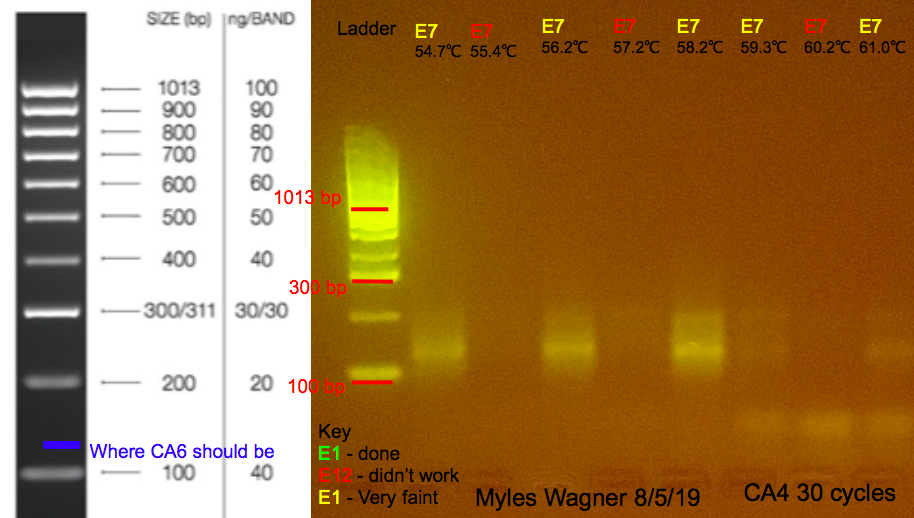 SIZE (bp) ng/BAND
1013 100
900 90
800 80
700 70
600 60
500 50
400 40
300/311 30/30
200 20
Where CA6 should be
100 40
Ladder E7 E12 E7 E7 E7 E7 E12 E7
54.7℃ 55.4℃ 56.2℃ 57.2℃ 58.2℃ 59.3℃ 60.2℃ 61.0℃
1013 bp
300 bp
100 bp
Key
E1 - done
E12 - didn't work
E1 - Very faint
Myles Wagner 8/5/19 CA4 30 cycles